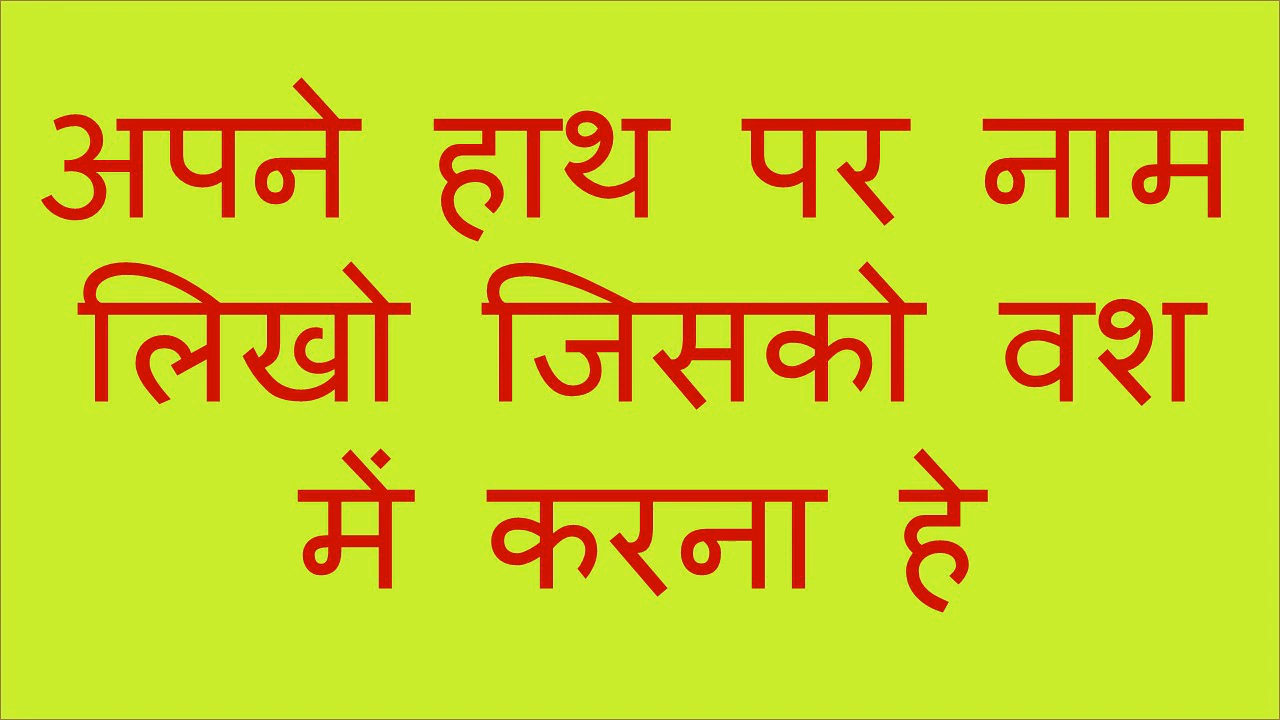 अपने हाथ पर नाम
लिखो जिसको वश
में करना हे